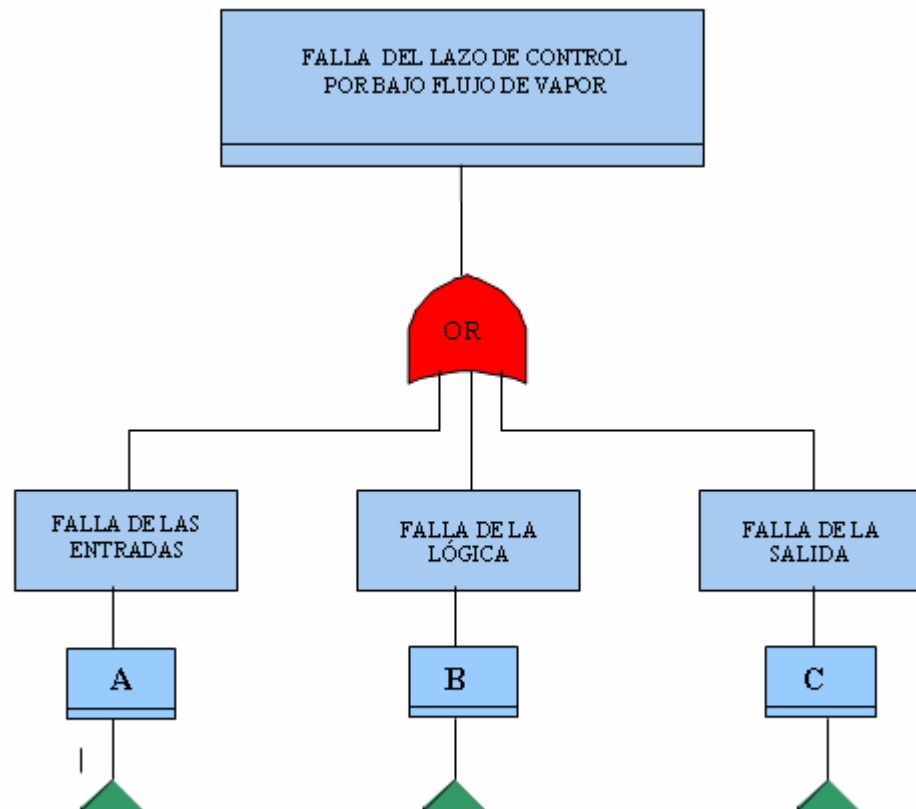 FALLA DEL LAZO DE CONTROL
POR BAJO FLUJO DE VAPOR
OR
FALLA DE LAS
ENTRADAS
FALLA DE LA
LÓGICA
FALLA DE LA
SALIDA
A
B
C